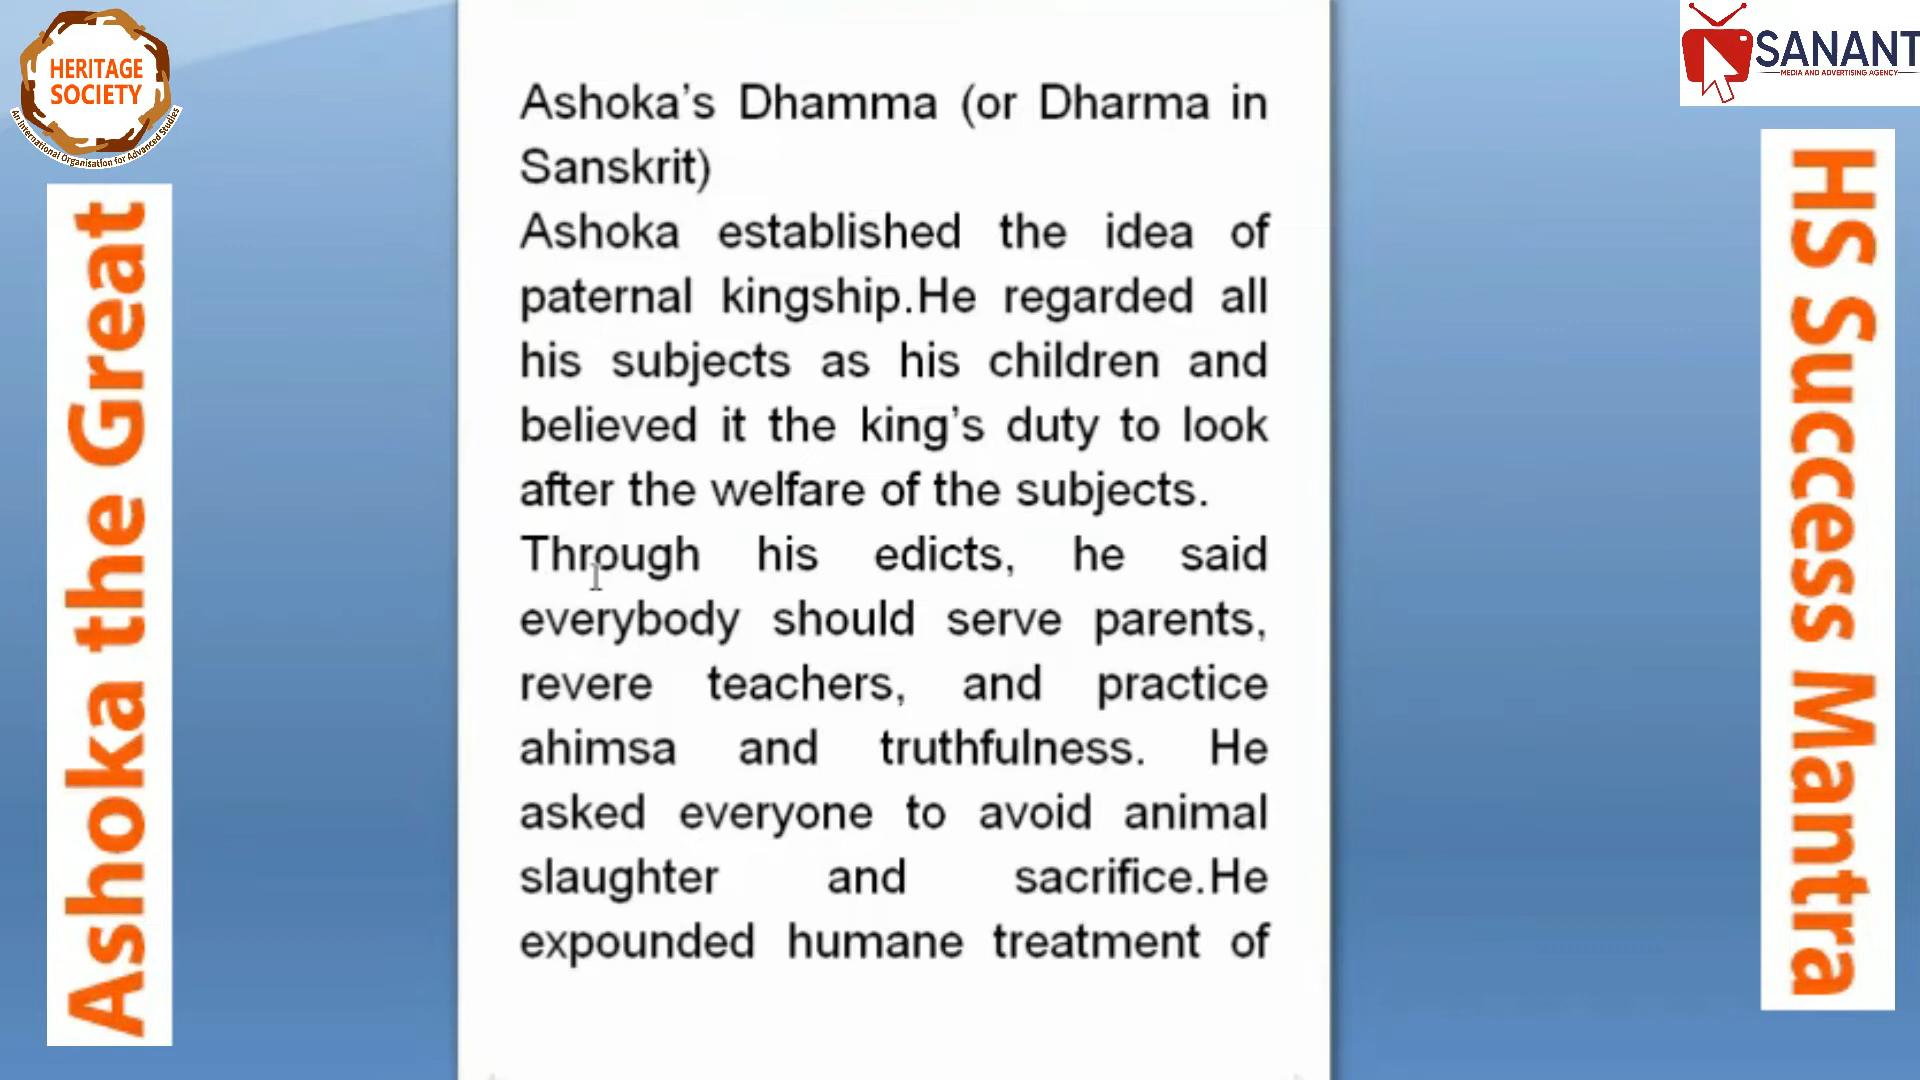 HERITAGE
SOCIETY
An International Organisation for Advanced Studies
Ashoka the Great
Ashoka’s Dhamma (or Dharma in
Sanskrit)
Ashoka established the idea of
paternal kingship.He regarded all
his subjects as his children and
believed it the king’s duty to look
after the welfare of the subjects.
Through his edicts, he said
everybody should serve parents,
revere teachers, and practice
ahimsa and truthfulness. He
asked everyone to avoid animal
slaughter and sacrifice.He
expounded humane treatment of
SANANT
MEDIA AND ADVERTISING AGENCY
HS Success Mantra